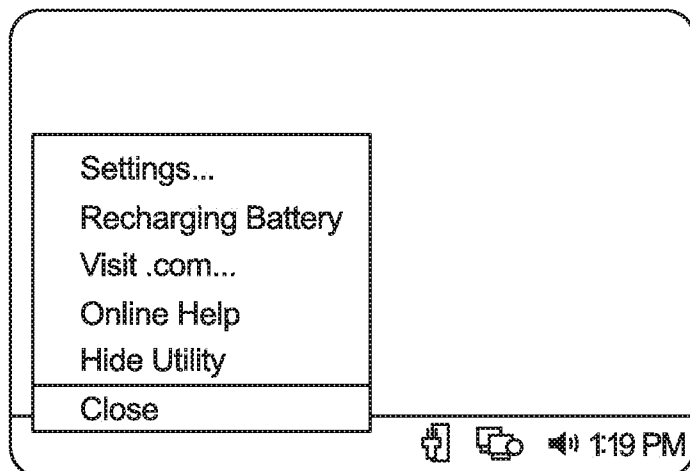 Settings...
Recharging Battery
Visit .com...
Online Help
Hide Utility
Close
1:19 PM